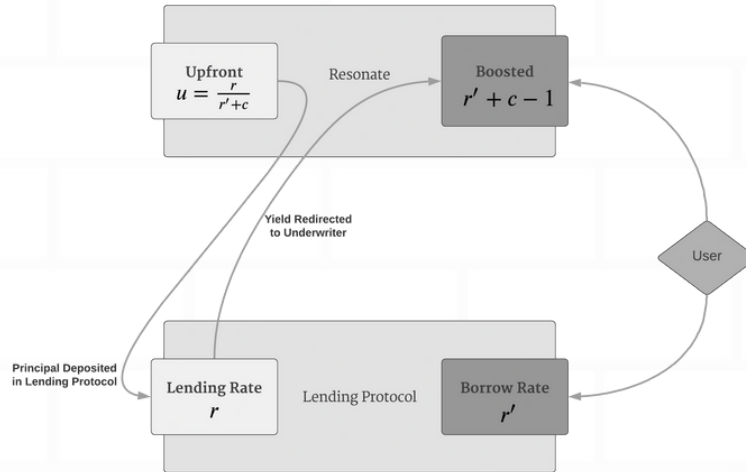 Upfront
u = r / r′+c
Resonate
Boosted
r′ + c − 1
Yield Redirected
to Underwriter
User
Principal Deposited
in Lending Protocol
Lending Rate
r
Lending Protocol
Borrow Rate
r′